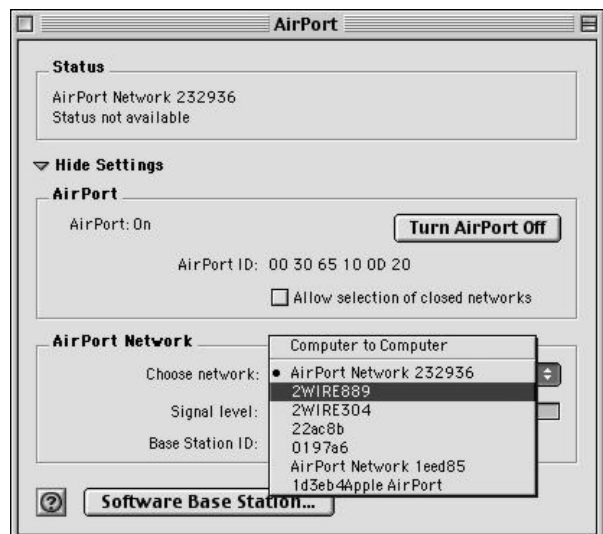 AirPort
Status
AirPort Network 232936
Status not available
Hide Settings
AirPort
AirPort: On
Turn AirPort Off
AirPort ID: 00 30 65 10 0D 20
Allow selection of closed networks
AirPort Network
Computer to Computer
Choose network: • AirPort Network 232936
2WIRE889
Signal level: 2WIRE304
22ac8b
Base Station ID: 0197a6
AirPort Network 1eed85
1d3eb4Apple AirPort
? Software Base Station...